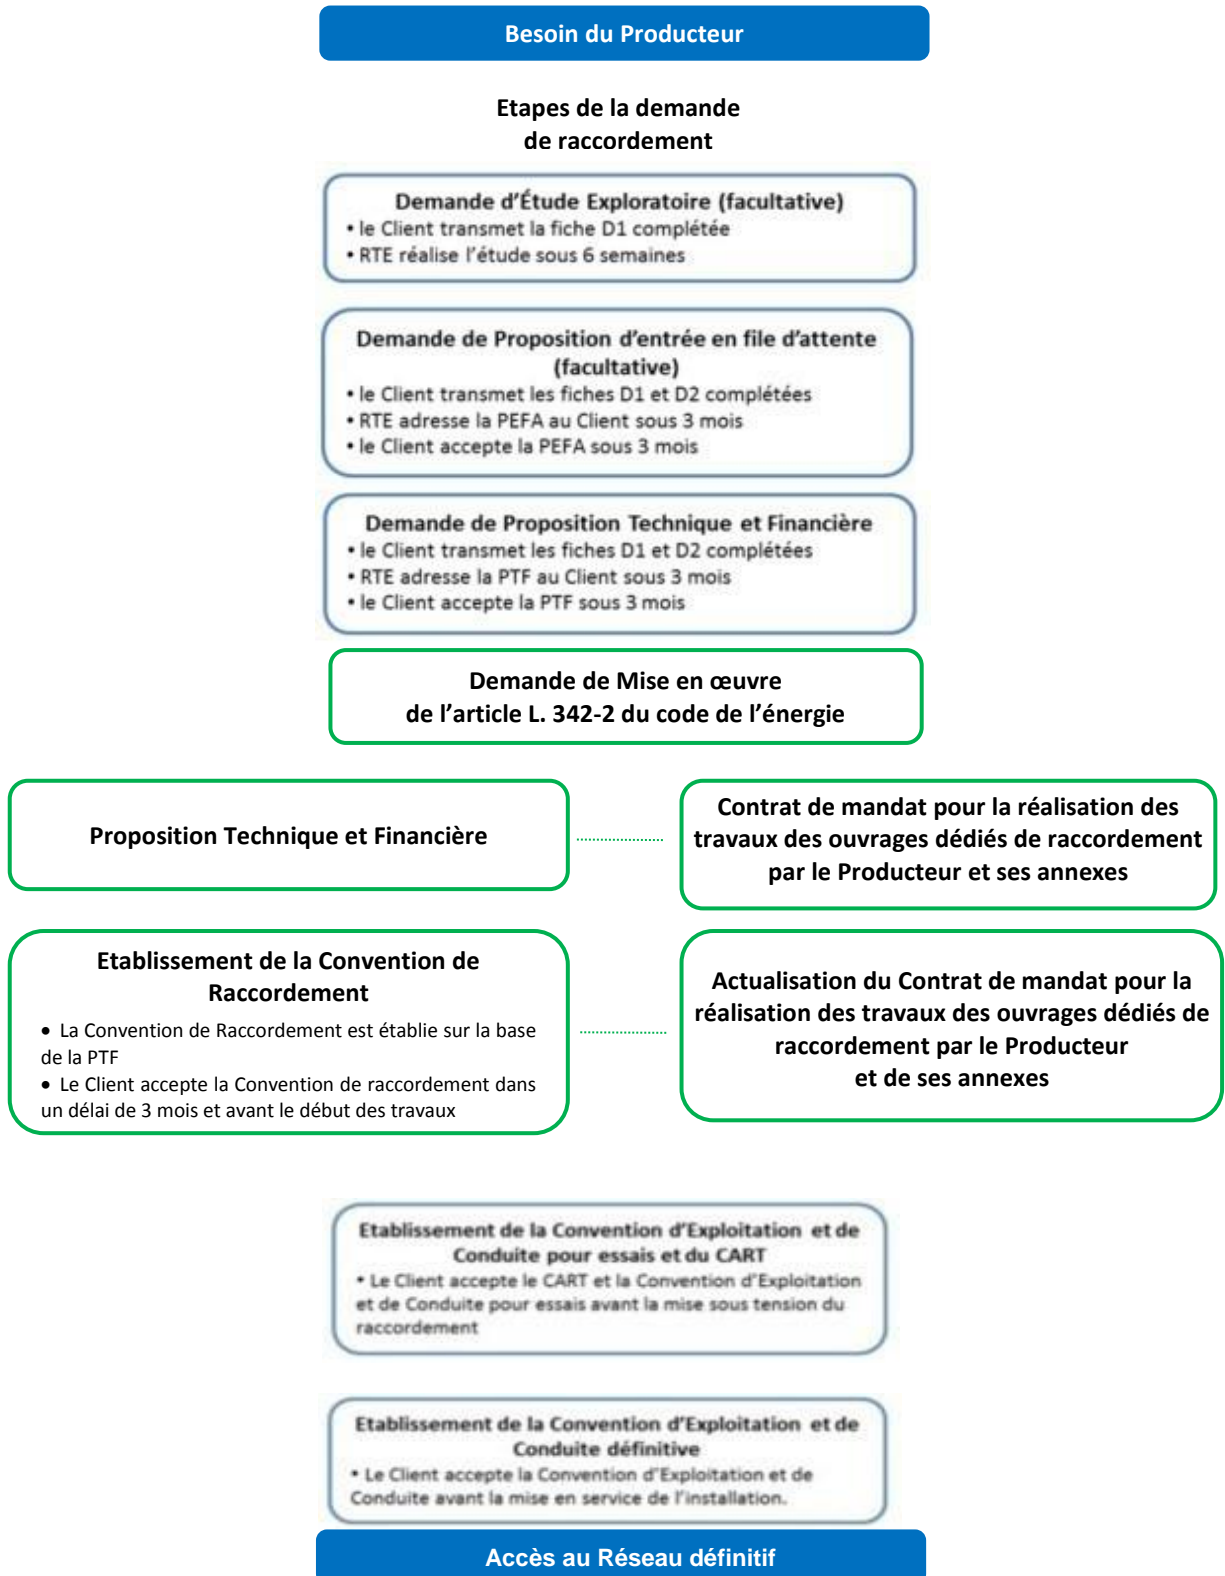 Besoin du Producteur
Etapes de la demande
de raccordement
Demande d'Étude Exploratoire (facultative)
• le Client transmet la fiche D1 complétée
• RTE réalise l'étude sous 6 semaines
Demande de Proposition d'entrée en file d'attente
(facultative)
• le Client transmet les fiches D1 et D2 complétées
• RTE adresse la PEFA au Client sous 3 mois
• le Client accepte la PEFA sous 3 mois
Demande de Proposition Technique et Financière
• le Client transmet les fiches D1 et D2 complétées
• RTE adresse la PTF au Client sous 3 mois
• le Client accepte la PTF sous 3 mois
Demande de Mise en œuvre
de l'article L. 342-2 du code de l'énergie
Proposition Technique et Financière
Contrat de mandat pour la réalisation des
travaux des ouvrages dédiés de raccordement
par le Producteur et ses annexes
Etablissement de la Convention de
Raccordement
• La Convention de Raccordement est établie sur la base
de la PTF
• Le Client accepte la Convention de raccordement dans
un délai de 3 mois et avant le début des travaux
Actualisation du Contrat de mandat pour la
réalisation des travaux des ouvrages dédiés de
raccordement par le Producteur
et de ses annexes
Etablissement de la Convention d'Exploitation et de
Conduite pour essais et du CART
• Le Client accepte le CART et la Convention d'Exploitation
et de Conduite pour essais avant la mise sous tension du
raccordement
Etablissement de la Convention d'Exploitation et de
Conduite définitive
• Le Client accepte la Convention d'Exploitation et de
Conduite avant la mise en service de l'installation.
Accès au Réseau définitif